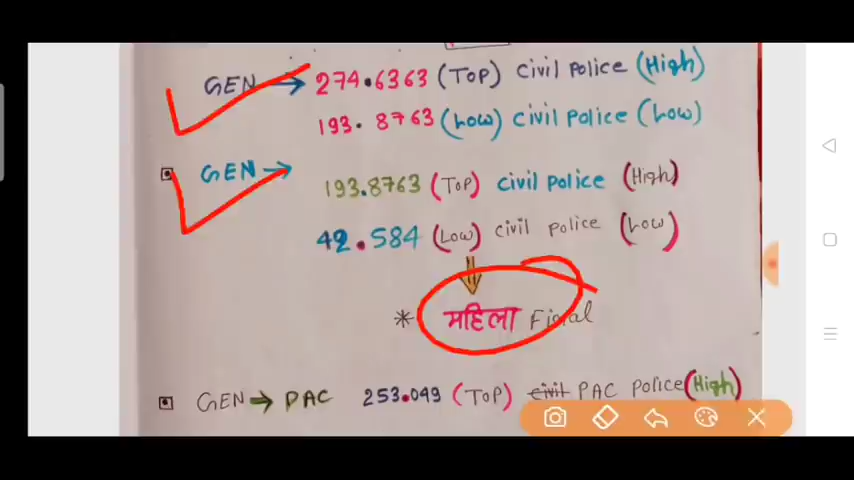 GEN → 274.6363 (TOP) Civil Police (High)
193.8763 (Low) Civil Police (Low)
GEN → 193.8763 (TOP) Civil Police (High)
42.584 (Low) civil police (Low)
* महिला Final
GEN → PAC 253.049 (TOP) civil PAC Police (High)